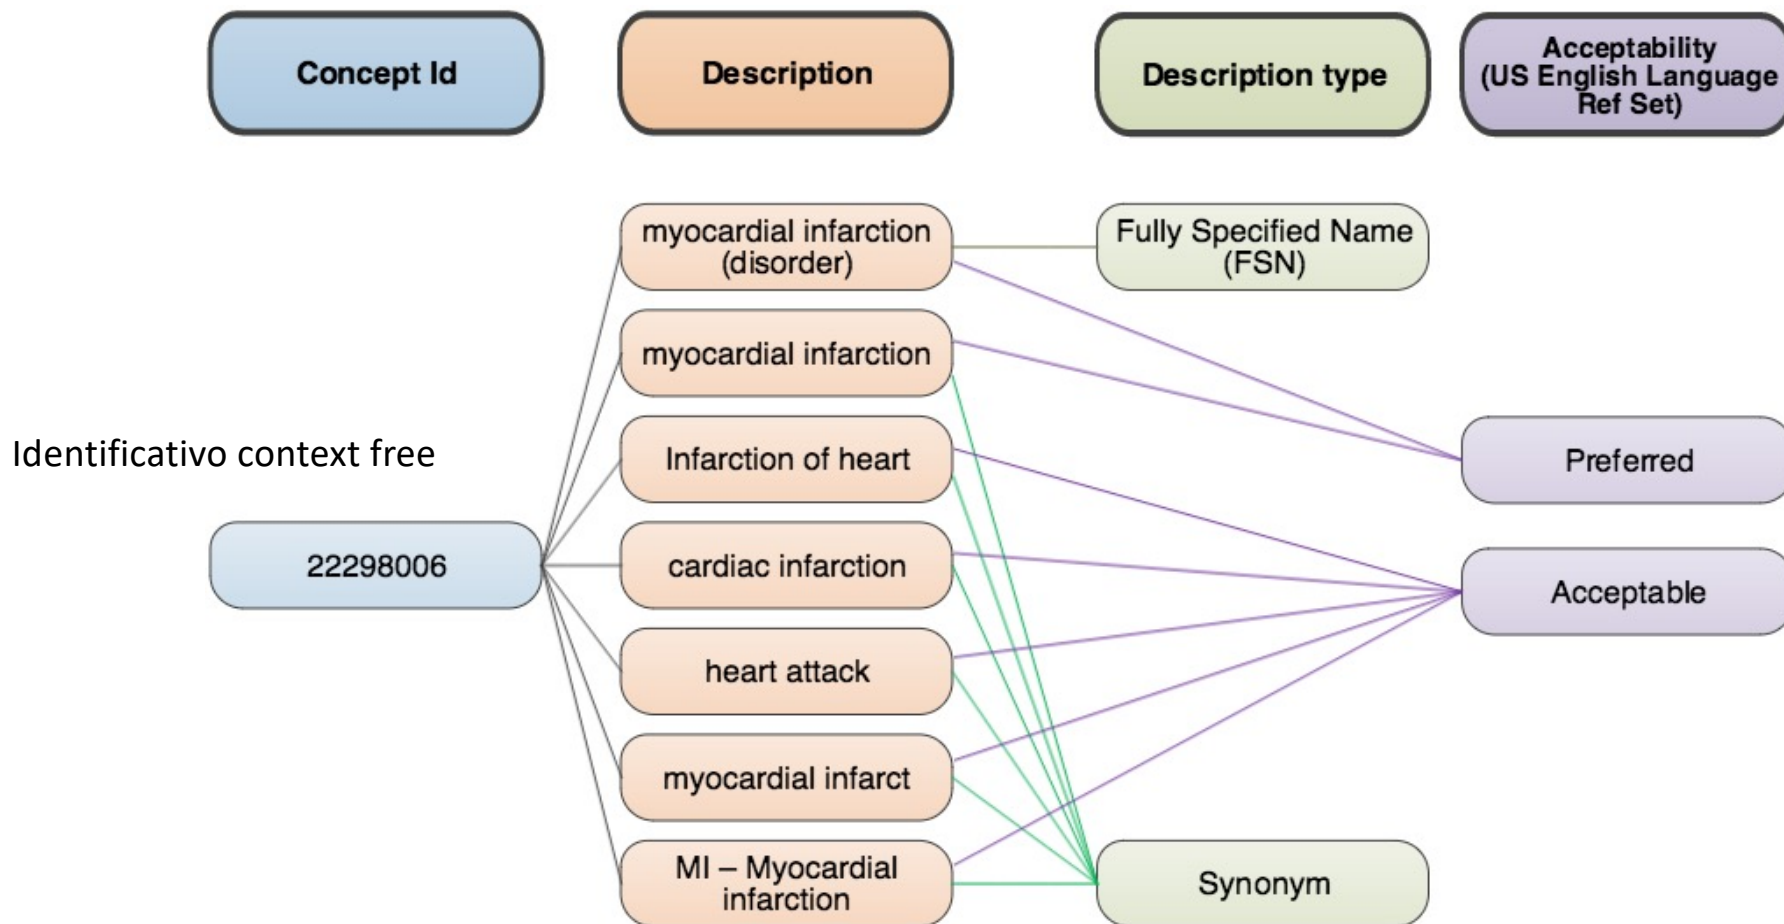 Concept Id
Description
Description type
Acceptability
(US English Language
Ref Set)
myocardial infarction
(disorder)
Fully Specified Name
(FSN)
myocardial infarction
Identificativo context free
Infarction of heart
Preferred
22298006
cardiac infarction
Acceptable
heart attack
myocardial infarct
MI – Myocardial
infarction
Synonym